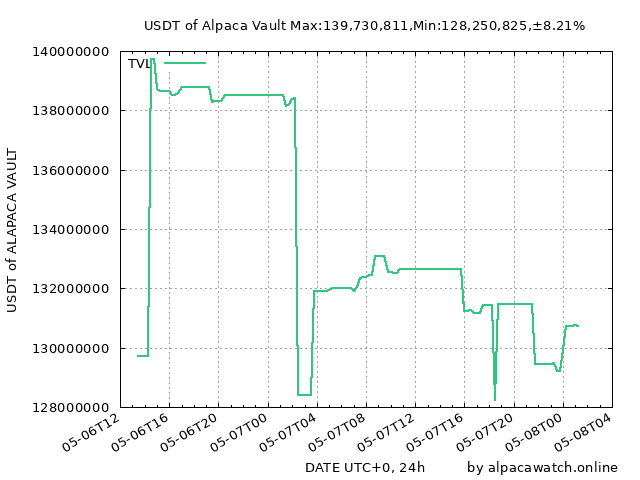 USDT of Alpaca Vault Max:139,730,811,Min:128,250,825,±8.21%
140000000
TVL
138000000
136000000
134000000
132000000
130000000
128000000
USDT of ALAPACA VAULT
05-06T12
05-06T16
05-06T20
05-07T00
05-07T04
05-07T08
05-07T12
05-07T16
05-07T20
05-08T00
05-08T04
DATE UTC+0, 24h
by alpacawatch.online